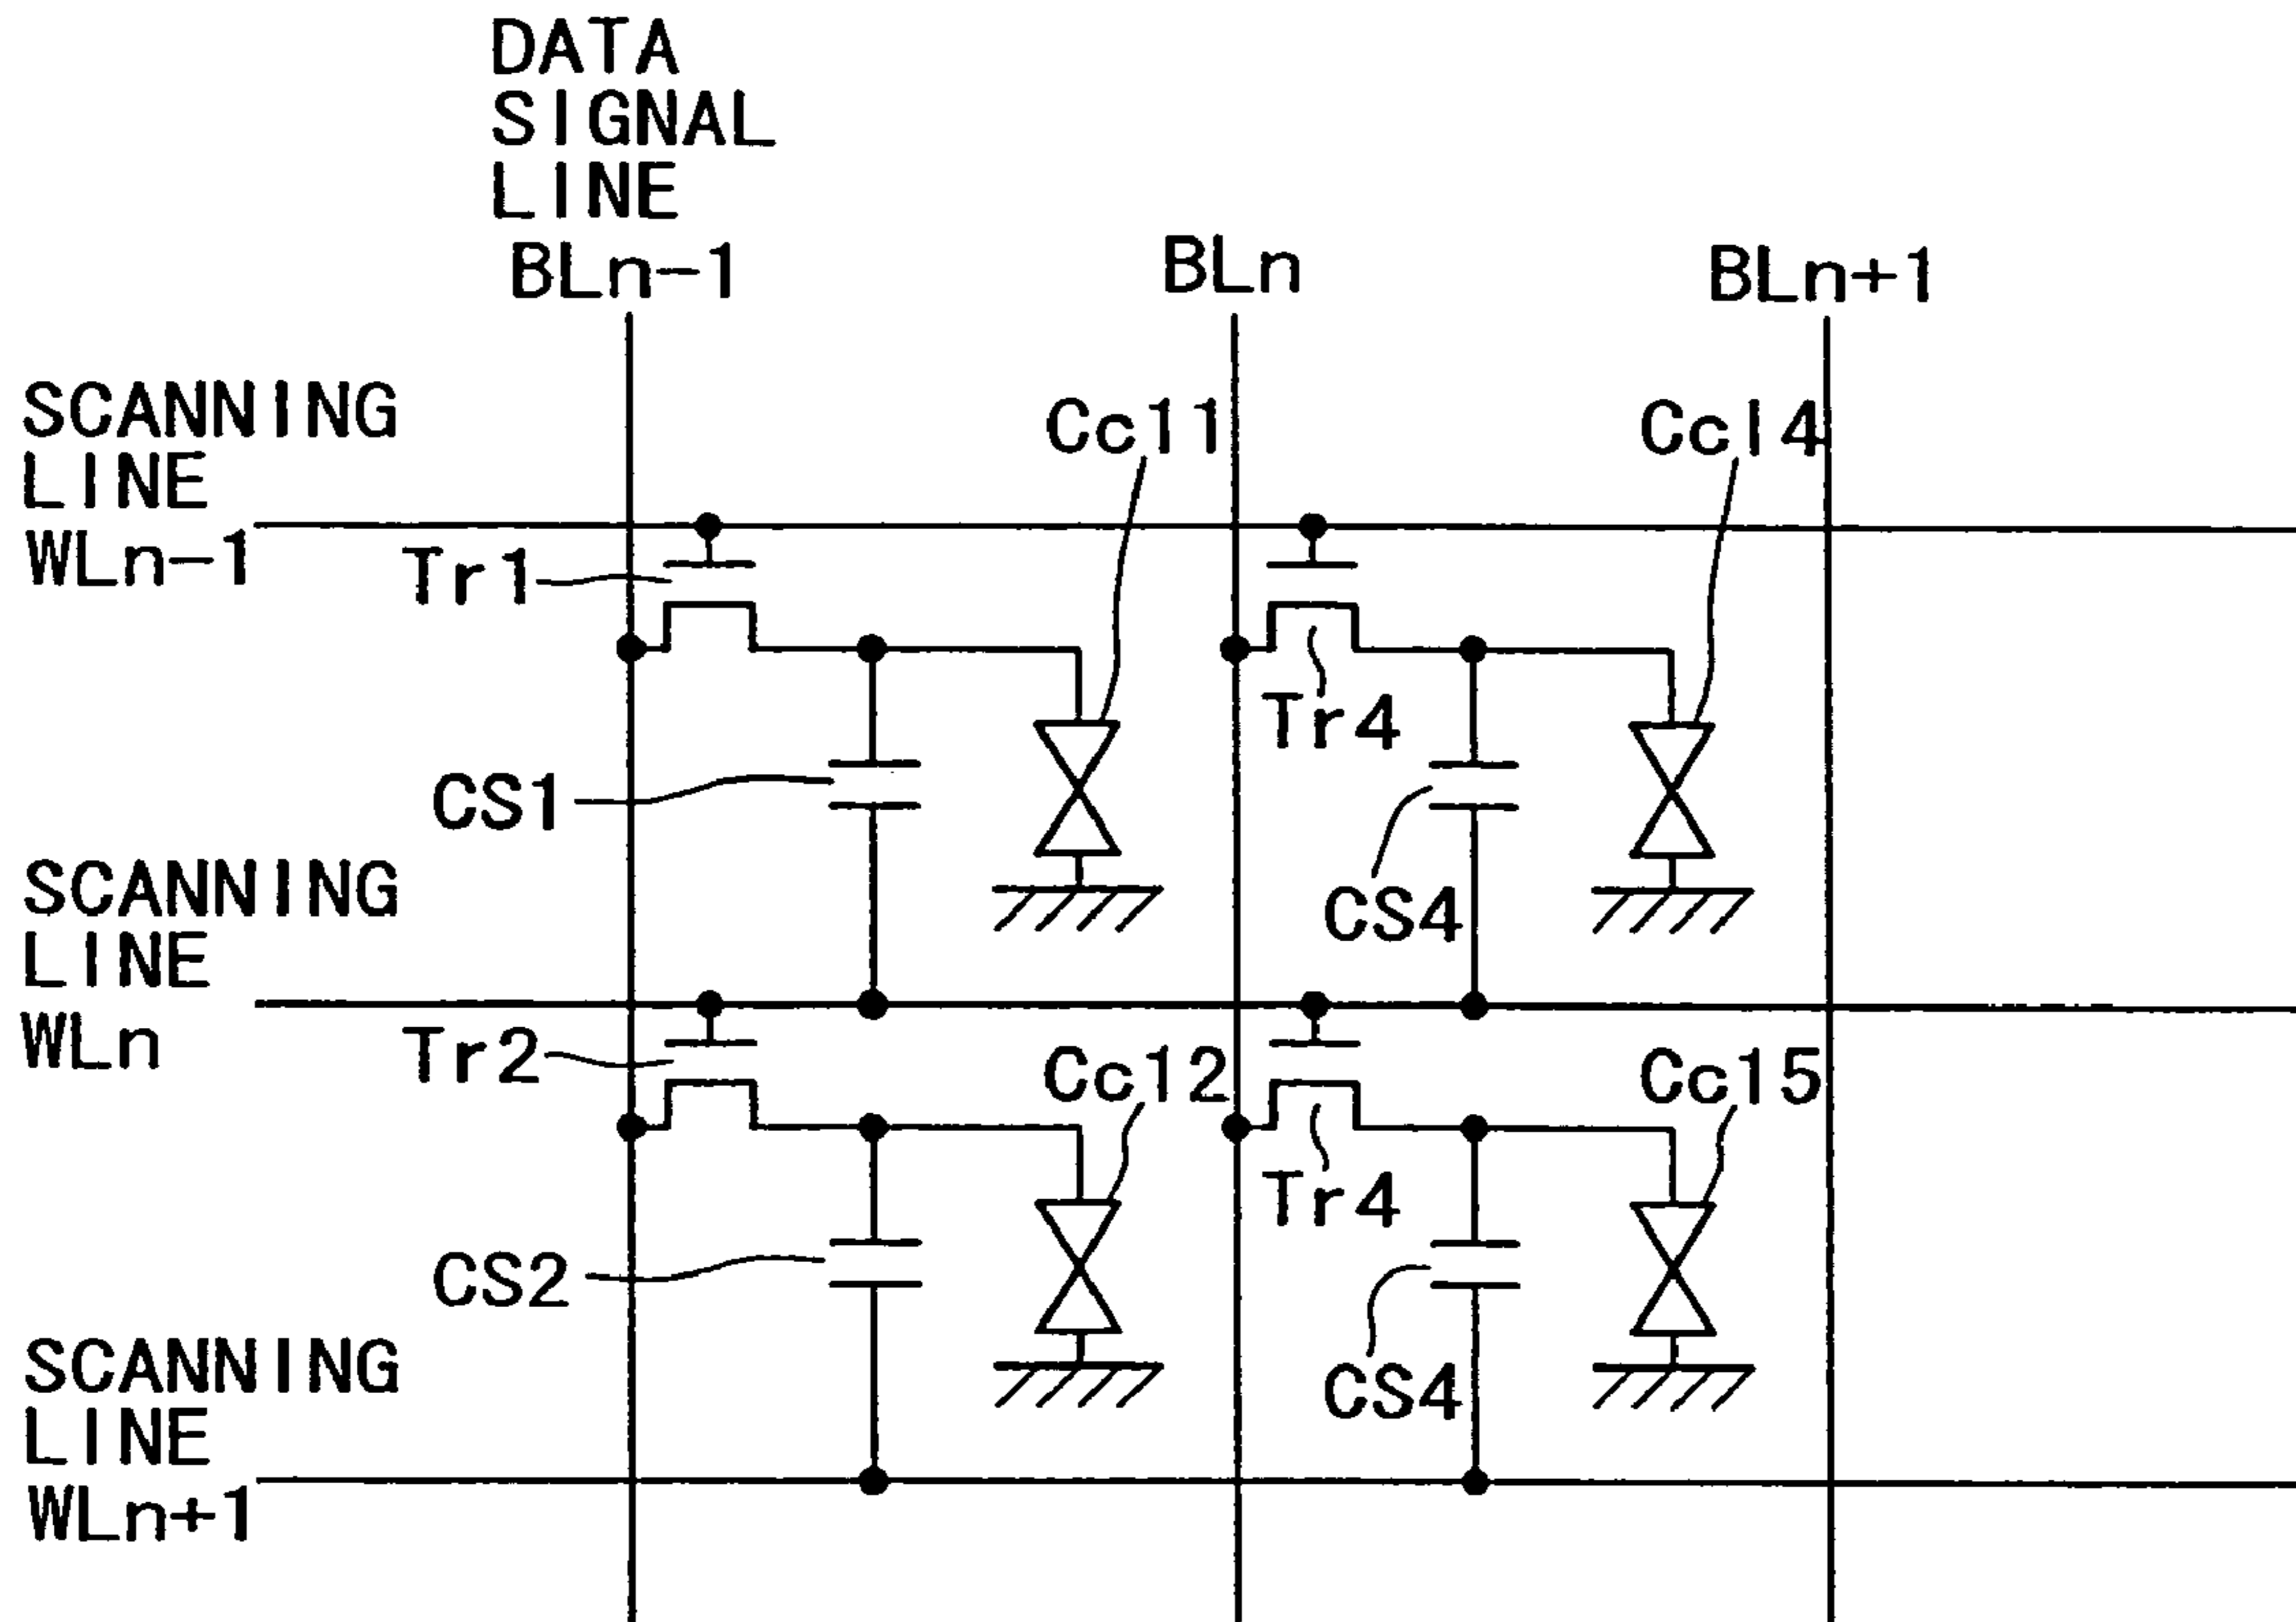 DATA
SIGNAL
LINE
BLn-1
BLn
BLn+1
SCANNING
LINE
WLn-1
Cc11
Ccl4
Tr1
Tr4
CS1
CS4
SCANNING
LINE
WLn
Tr2
Cc12
Cc15
Tr4
CS2
CS4
SCANNING
LINE
WLn+1